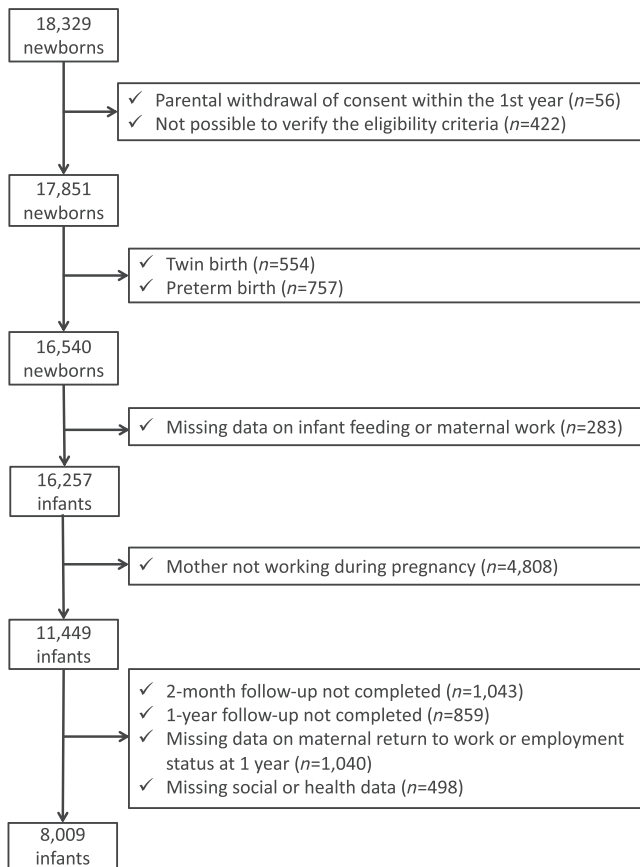 18,329
newborns
✓ Parental withdrawal of consent within the 1st year (n=56)
✓ Not possible to verify the eligibility criteria (n=422)
17,851
newborns
✓ Twin birth (n=554)
✓ Preterm birth (n=757)
16,540
newborns
✓ Missing data on infant feeding or maternal work (n=283)
16,257
infants
✓ Mother not working during pregnancy (n=4,808)
11,449
infants
✓ 2-month follow-up not completed (n=1,043)
✓ 1-year follow-up not completed (n=859)
✓ Missing data on maternal return to work or employment
status at 1 year (n=1,040)
✓ Missing social or health data (n=498)
8,009
infants